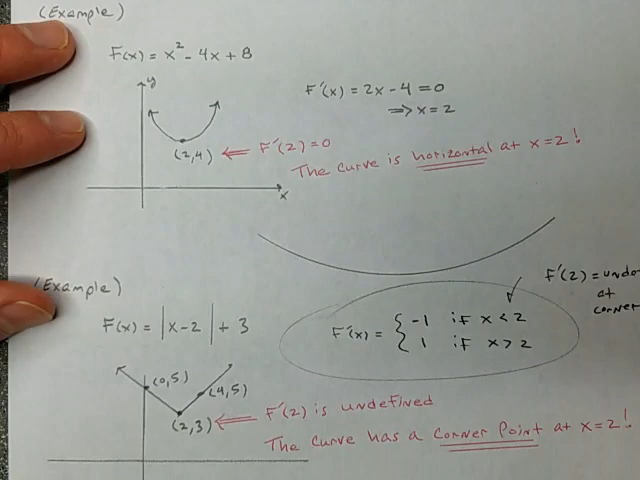 (Example)
F(x) = x² - 4x + 8
F'(x) = 2x - 4 = 0
⇒ x = 2
y
(2,4) ⇐ F'(2) = 0
The curve is horizontal at x = 2!
x
(Example)
F'(2) = unde
at
corner
F(x) = |x-2| + 3
F'(x) = { -1 if x < 2
1 if x > 2
(0,5)
(4,5)
(2,3) ⇐ F'(2) is undefined
The curve has a corner point at x = 2!